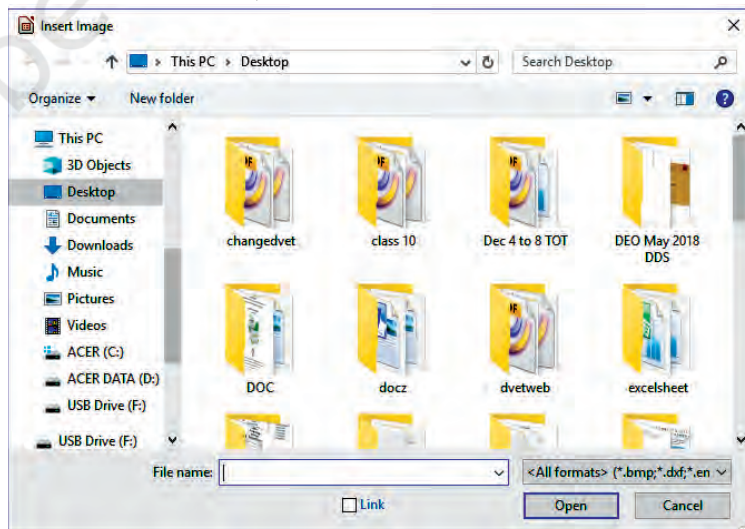 Insert Image
This PC > Desktop
Search Desktop
Organize
New folder
This PC
3D Objects
Desktop
Documents
Downloads
Music
Pictures
Videos
ACER (C:)
ACER DATA (D:)
USB Drive (F:)
USB Drive (F:)
changedvet
class 10
Dec 4 to 8 TOT
DEO May 2018
DDS
DOC
docz
dvetweb
excelsheet
File name:
<All formats> (*.bmp;*.dxf;*.en
Link
Open
Cancel